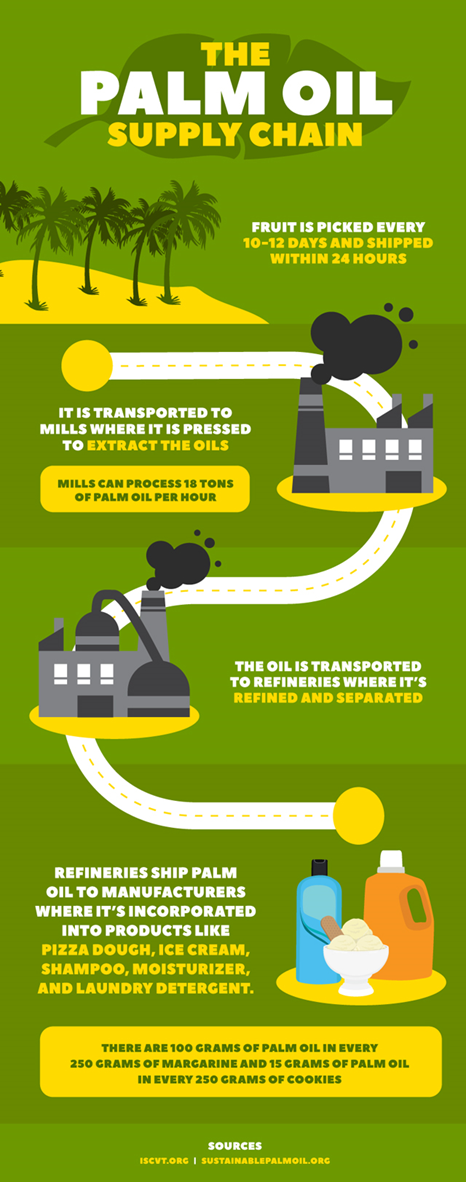 THE
PALM OIL
SUPPLY CHAIN
FRUIT IS PICKED EVERY
10-12 DAYS AND SHIPPED
WITHIN 24 HOURS
IT IS TRANSPORTED TO
MILLS WHERE IT IS PRESSED
TO EXTRACT THE OILS
MILLS CAN PROCESS 18 TONS
OF PALM OIL PER HOUR
THE OIL IS TRANSPORTED
TO REFINERIES WHERE IT'S
REFINED AND SEPARATED
REFINERIES SHIP PALM
OIL TO MANUFACTURERS
WHERE IT'S INCORPORATED
INTO PRODUCTS LIKE
PIZZA DOUGH, ICE CREAM,
SHAMPOO, MOISTURIZER,
AND LAUNDRY DETERGENT.
THERE ARE 100 GRAMS OF PALM OIL IN EVERY
250 GRAMS OF MARGARINE AND 15 GRAMS OF PALM OIL
IN EVERY 250 GRAMS OF COOKIES
SOURCES
ISCVT.ORG | SUSTAINABLEPALMOIL.ORG